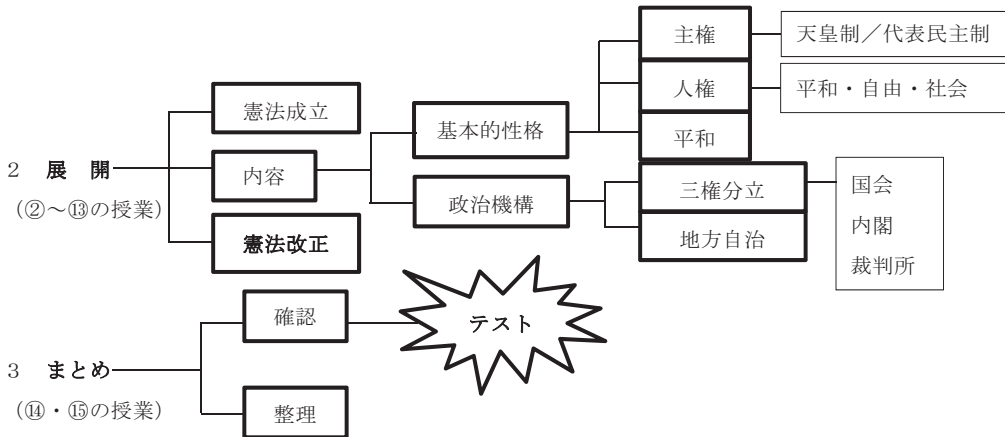 主権
天皇制／代表民主制
人権
平和・自由・社会
平和
憲法成立
基本的性格
2 展 開
内容
(②～⑬の授業)
政治機構
三権分立
国会
内閣
裁判所
憲法改正
地方自治
確認
テスト
3 まとめ
(⑭・⑮の授業)
整理